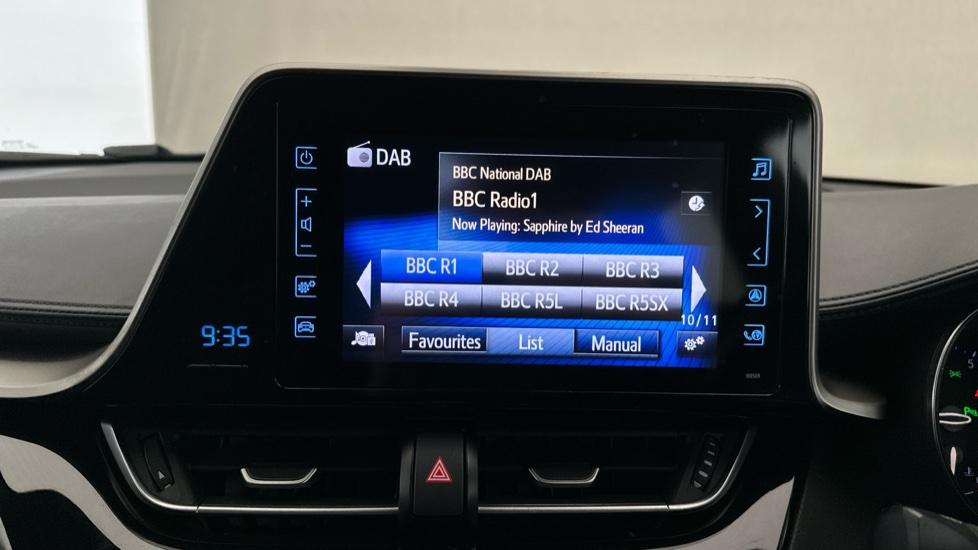 DAB
BBC National DAB
BBC Radio1
Now Playing: Sapphire by Ed Sheeran
BBC R1 BBC R2 BBC R3
BBC R4 BBC R5L BBC R5SX
10/11
Favourites List Manual
9:35